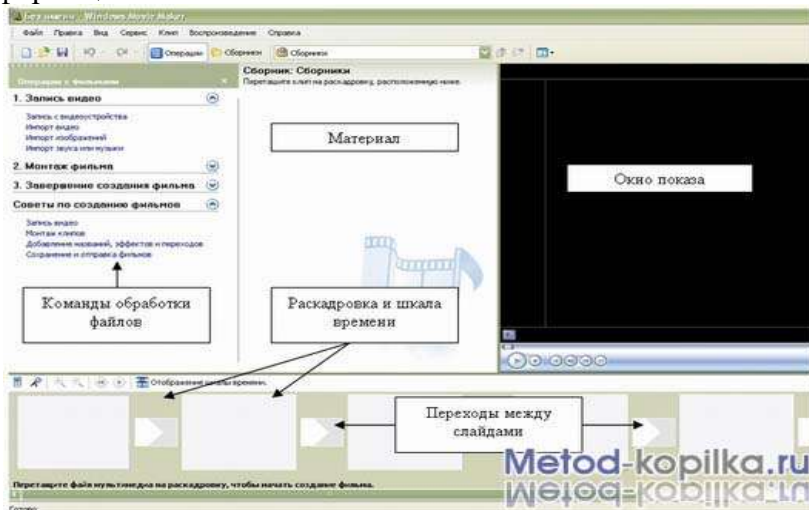 Без имени - Windows Movie Maker
Файл Правка Вид Сервис Клип Воспроизведение Справка
Операции Сборники Сборники
Операции с фильмами
Сборник: Сборники
Перетащите клип на раскадровку, расположенную ниже.
1. Запись видео
Запись с видеоустройства
Импорт видео
Импорт изображений
Импорт звука или музыки
2. Монтаж фильма
3. Завершение создания фильма
Советы по созданию фильмов
Запись видео
Монтаж клипов
Добавление названий, эффектов и переходов
Сохранение и отправка фильмов
Материал
Окно показа
Команды обработки
файлов
Раскадровка и шкала
времени
Отображение шкалы времени.
Переходы между
слайдами
Metod-kopilka.ru
Перетащите файл мультимедиа на раскадровку, чтобы начать создание фильма.
Готово